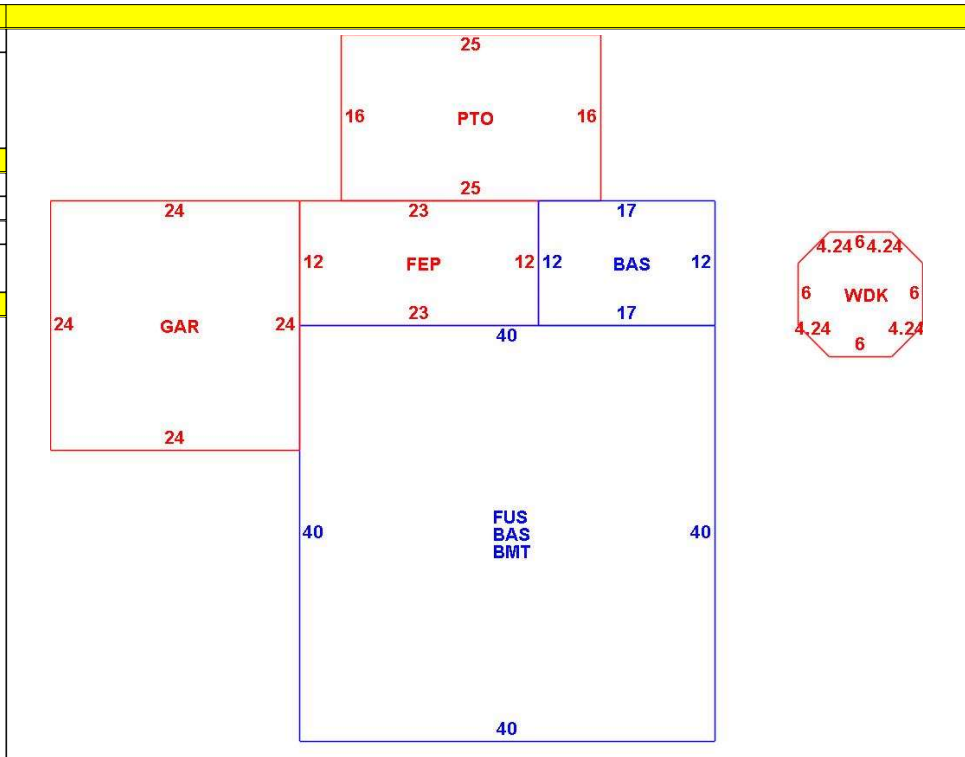 25
16 PTO 16
25
24 23 17
12 FEP 12 12 BAS 12
4.24 6 4.24
6 WDK 6
4.24 4.24
6
24 GAR 24
23 17
40
24
40 FUS 40
BAS
BMT
40